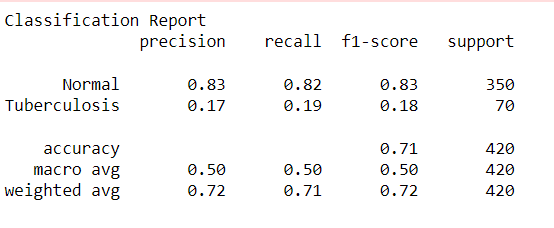 Classification Report
precision recall f1-score support
Normal 0.83 0.82 0.83 350
Tuberculosis 0.17 0.19 0.18 70
accuracy 0.71 420
macro avg 0.50 0.50 0.50 420
weighted avg 0.72 0.71 0.72 420